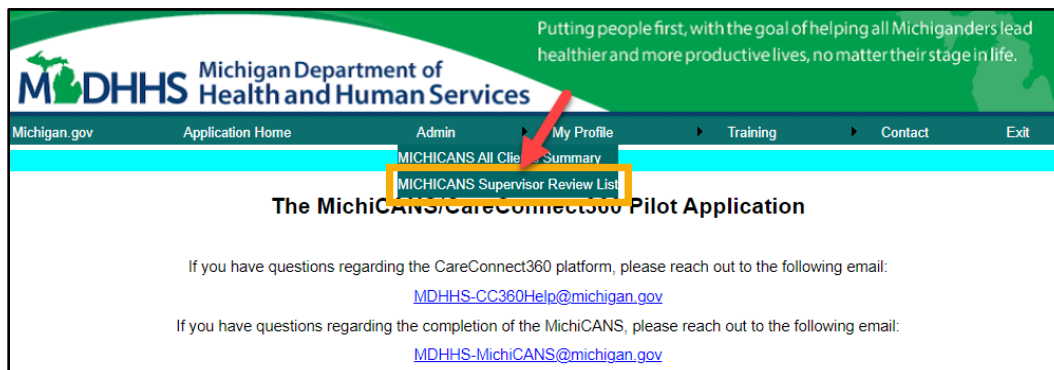 Putting people first, with the goal of helping all Michiganders lead
healthier and more productive lives, no matter their stage in life.
MDHHS Michigan Department of
Health and Human Services
Michigan.gov Application Home Admin My Profile Training Contact Exit
MICHICANS All Clients Summary
MICHICANS Supervisor Review List
The MichiCANS/CareConnect360 Pilot Application
If you have questions regarding the CareConnect360 platform, please reach out to the following email:
MDHHS-CC360Help@michigan.gov
If you have questions regarding the completion of the MichiCANS, please reach out to the following email:
MDHHS-MichiCANS@michigan.gov